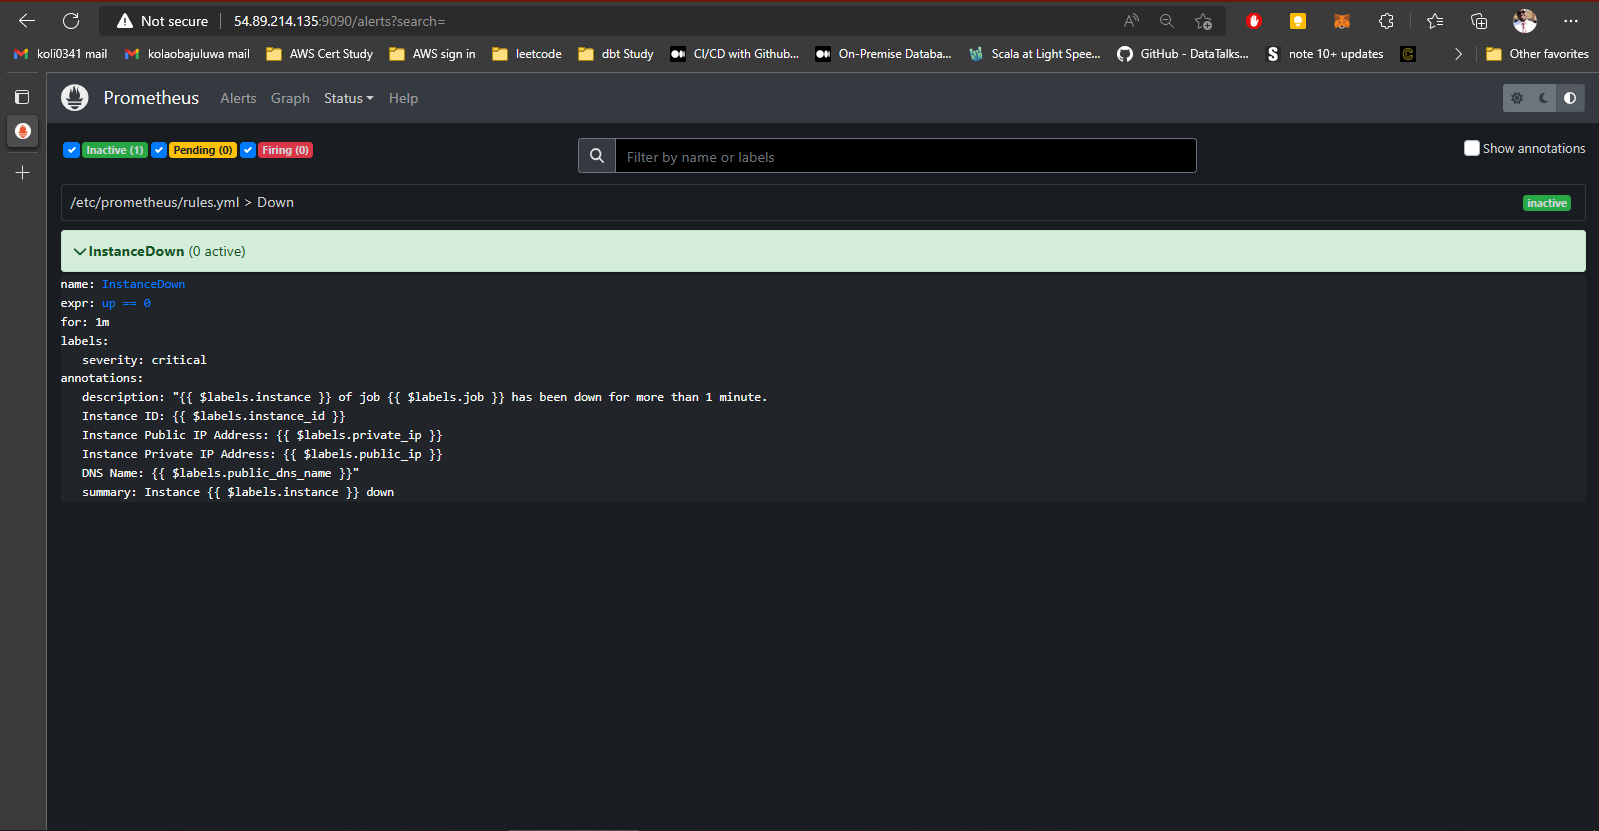 Not secure 54.89.214.135:9090/alerts?search=
koli0341 mail kolaobajuluwa mail AWS Cert Study AWS sign in leetcode dbt Study CI/CD with Github... On-Premise Databa... Scala at Light Spee... GitHub - DataTalks... note 10+ updates Other favorites
Prometheus Alerts Graph Status Help
Inactive (1) Pending (0) Firing (0) Filter by name or labels Show annotations
/etc/prometheus/rules.yml > Down inactive
InstanceDown (0 active)
name: InstanceDown
expr: up == 0
for: 1m
labels:
severity: critical
annotations:
description: "{{ $labels.instance }} of job {{ $labels.job }} has been down for more than 1 minute.
Instance ID: {{ $labels.instance_id }}
Instance Public IP Address: {{ $labels.private_ip }}
Instance Private IP Address: {{ $labels.public_ip }}
DNS Name: {{ $labels.public_dns_name }}"
summary: Instance {{ $labels.instance }} down